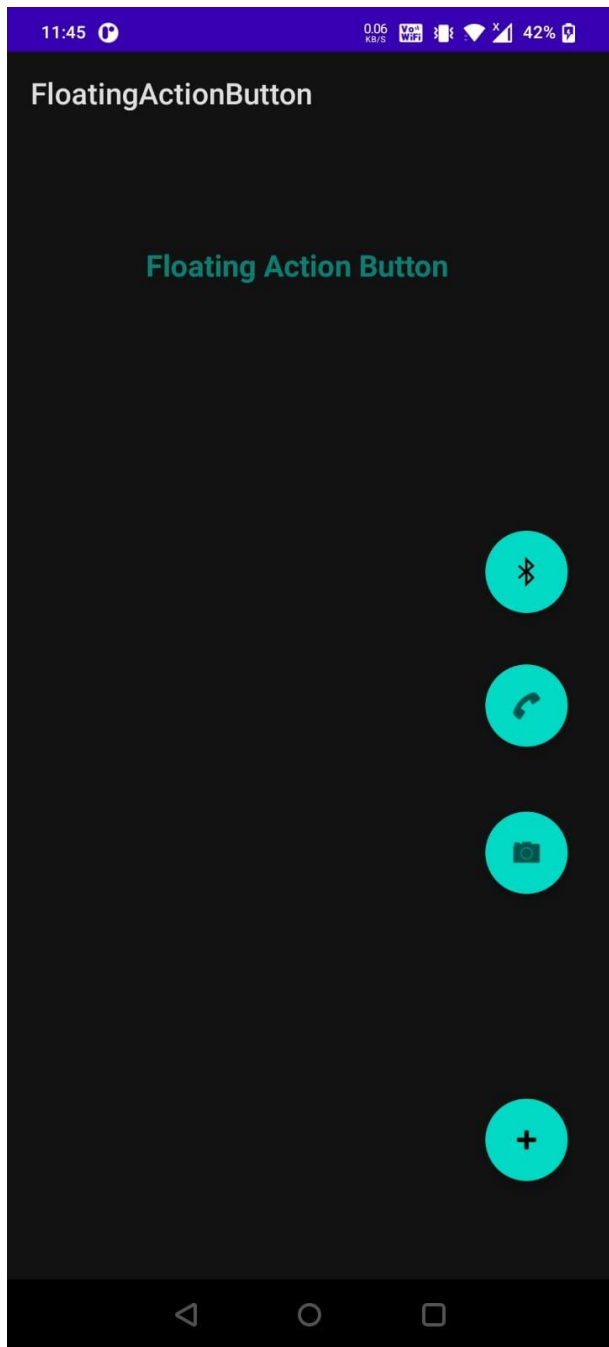 11:45
0.06 KB/S Vo)) WiFi X 42%
FloatingActionButton
Floating Action Button